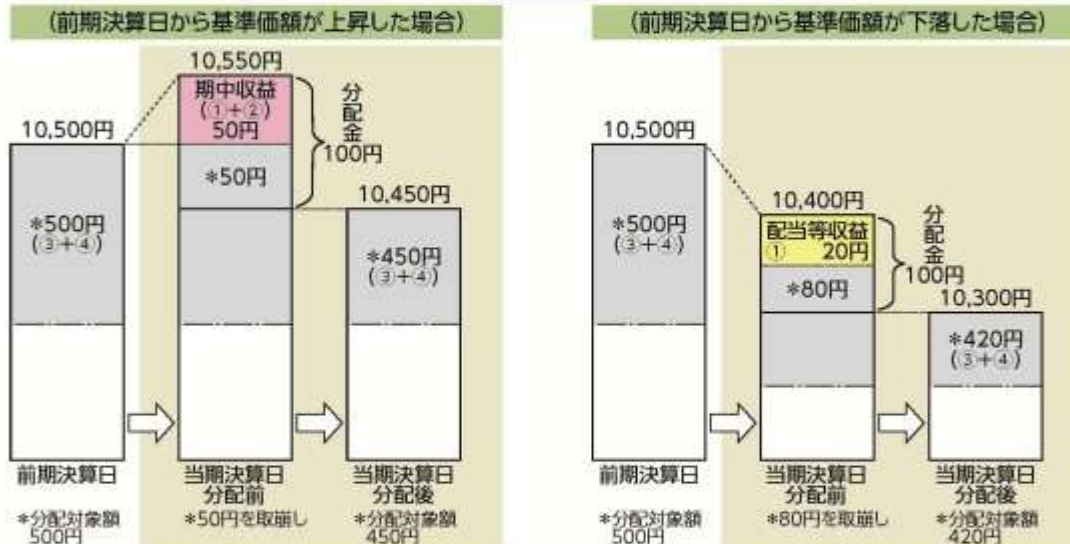 (前期決算日から基準価額が上昇した場合)
10,550円
期中収益
(①+②)
50円
分配金
100円
10,500円
*50円
10,450円
*500円
(③+④)
*450円
(③+④)
前期決算日
当期決算日
分配前
当期決算日
分配後
*分配対象額
500円
*50円を取崩し
*分配対象額
450円
(前期決算日から基準価額が下落した場合)
10,500円
10,400円
*500円
(③+④)
配当等収益
① 20円
分配金
100円
*80円
10,300円
*420円
(③+④)
前期決算日
当期決算日
分配前
当期決算日
分配後
*分配対象額
500円
*80円を取崩し
*分配対象額
420円